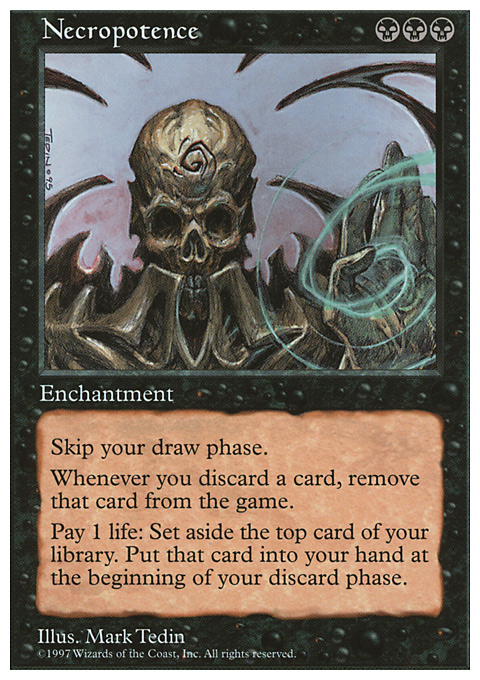 Necropotence
TEDIN 95
Enchantment
Skip your draw phase.
Whenever you discard a card, remove
that card from the game.
Pay 1 life: Set aside the top card of your
library. Put that card into your hand at
the beginning of your discard phase.
Illus. Mark Tedin
©1997 Wizards of the Coast, Inc. All rights reserved.